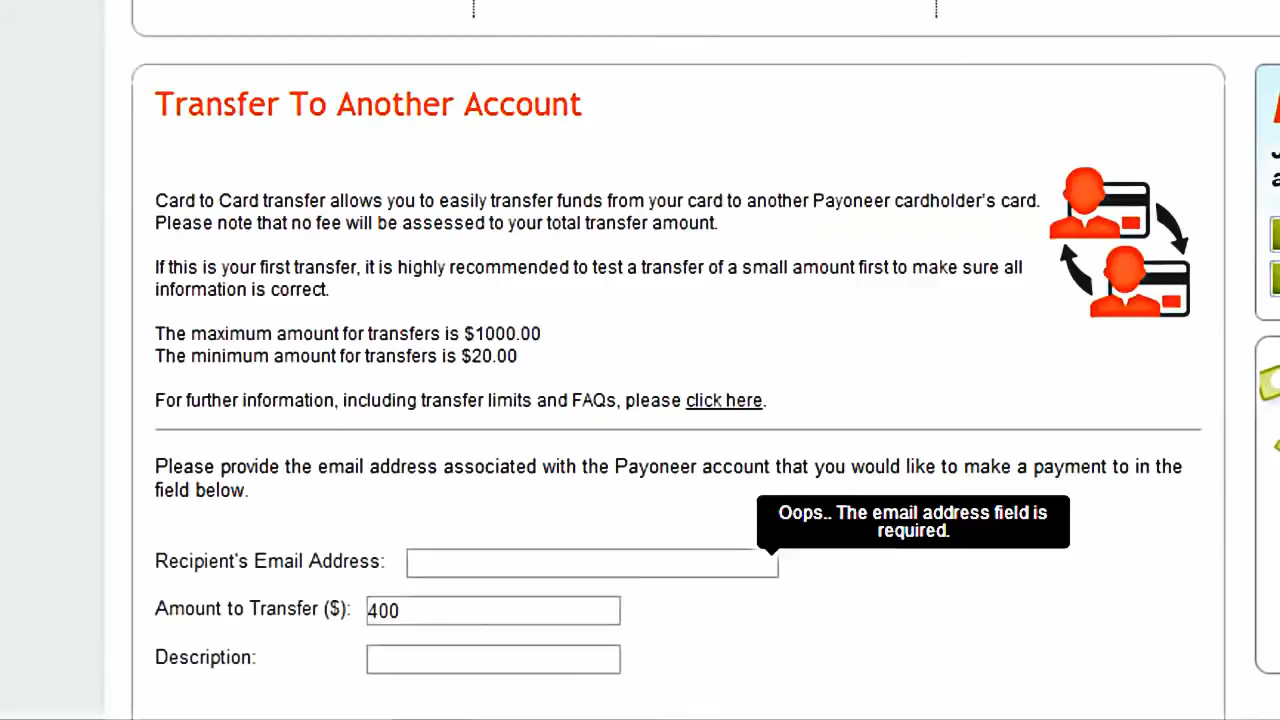 Transfer To Another Account
Card to Card transfer allows you to easily transfer funds from your card to another Payoneer cardholder's card.
Please note that no fee will be assessed to your total transfer amount.
If this is your first transfer, it is highly recommended to test a transfer of a small amount first to make sure all
information is correct.
The maximum amount for transfers is $1000.00
The minimum amount for transfers is $20.00
For further information, including transfer limits and FAQs, please click here.
Please provide the email address associated with the Payoneer account that you would like to make a payment to in the
field below.
Oops.. The email address field is
required.
Recipient's Email Address:
Amount to Transfer ($): 400
Description: